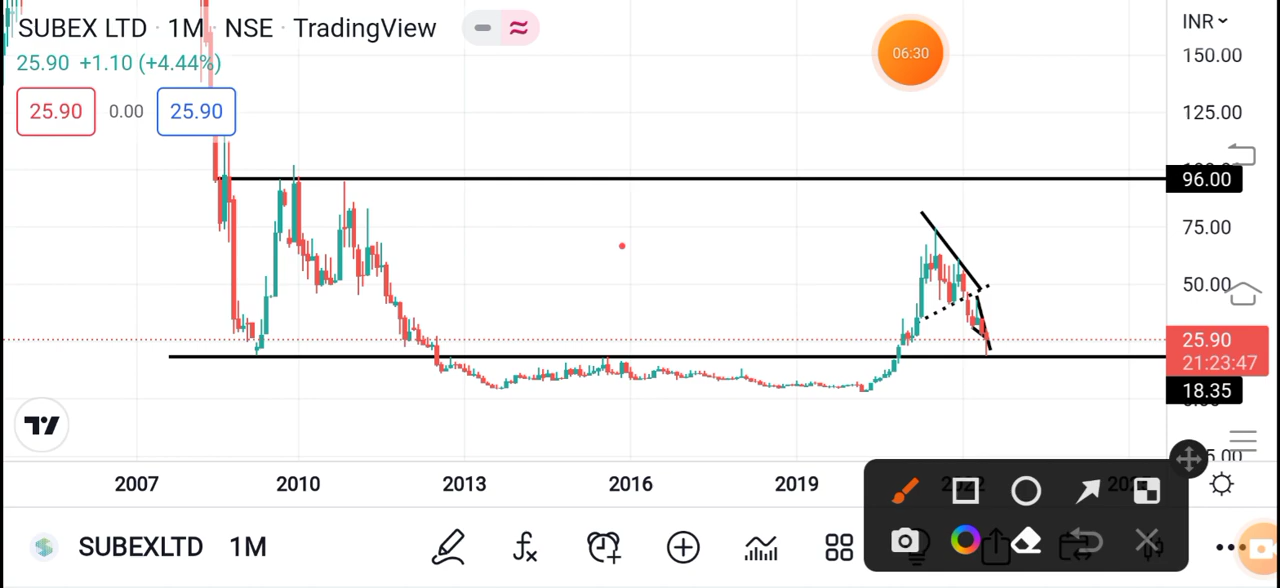 SUBEX LTD · 1M · NSE · TradingView
INR
25.90 +1.10 (+4.44%)
06:30
150.00
25.90 0.00 25.90
125.00
96.00
75.00
50.00
25.90
21:23:47
18.35
2007 2010 2013 2016 2019 2022
SUBEXLTD 1M